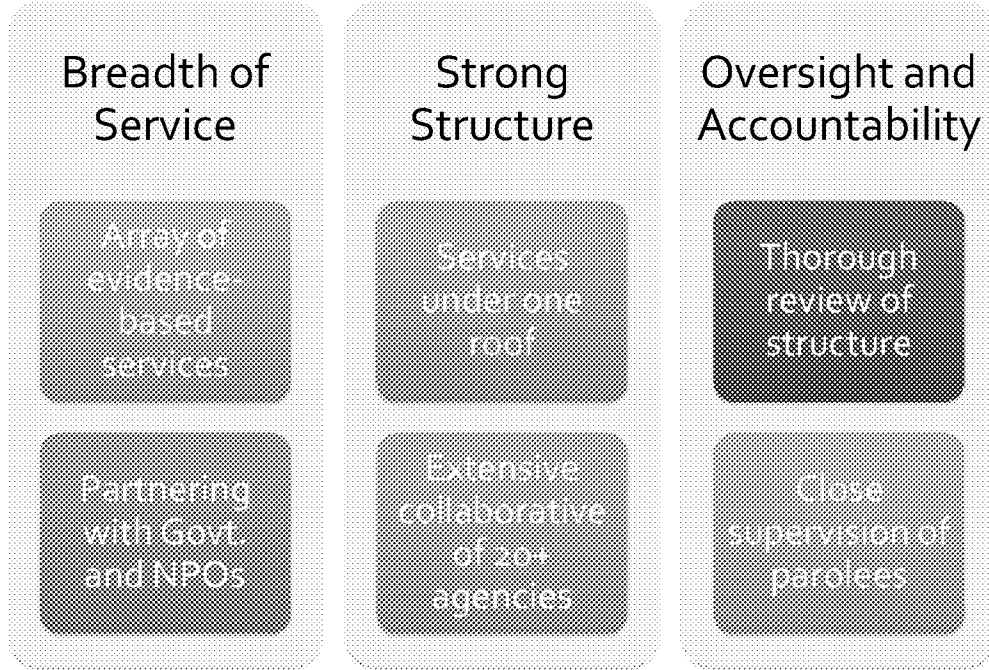 Breadth of
Service
Array of
evidence-
based
services
Partnering
with Govt.
and NPOs
Strong
Structure
Services
under one
roof
Extensive
collaborative
of 20+
agencies
Oversight and
Accountability
Thorough
review of
structure
Close
supervision of
parolees